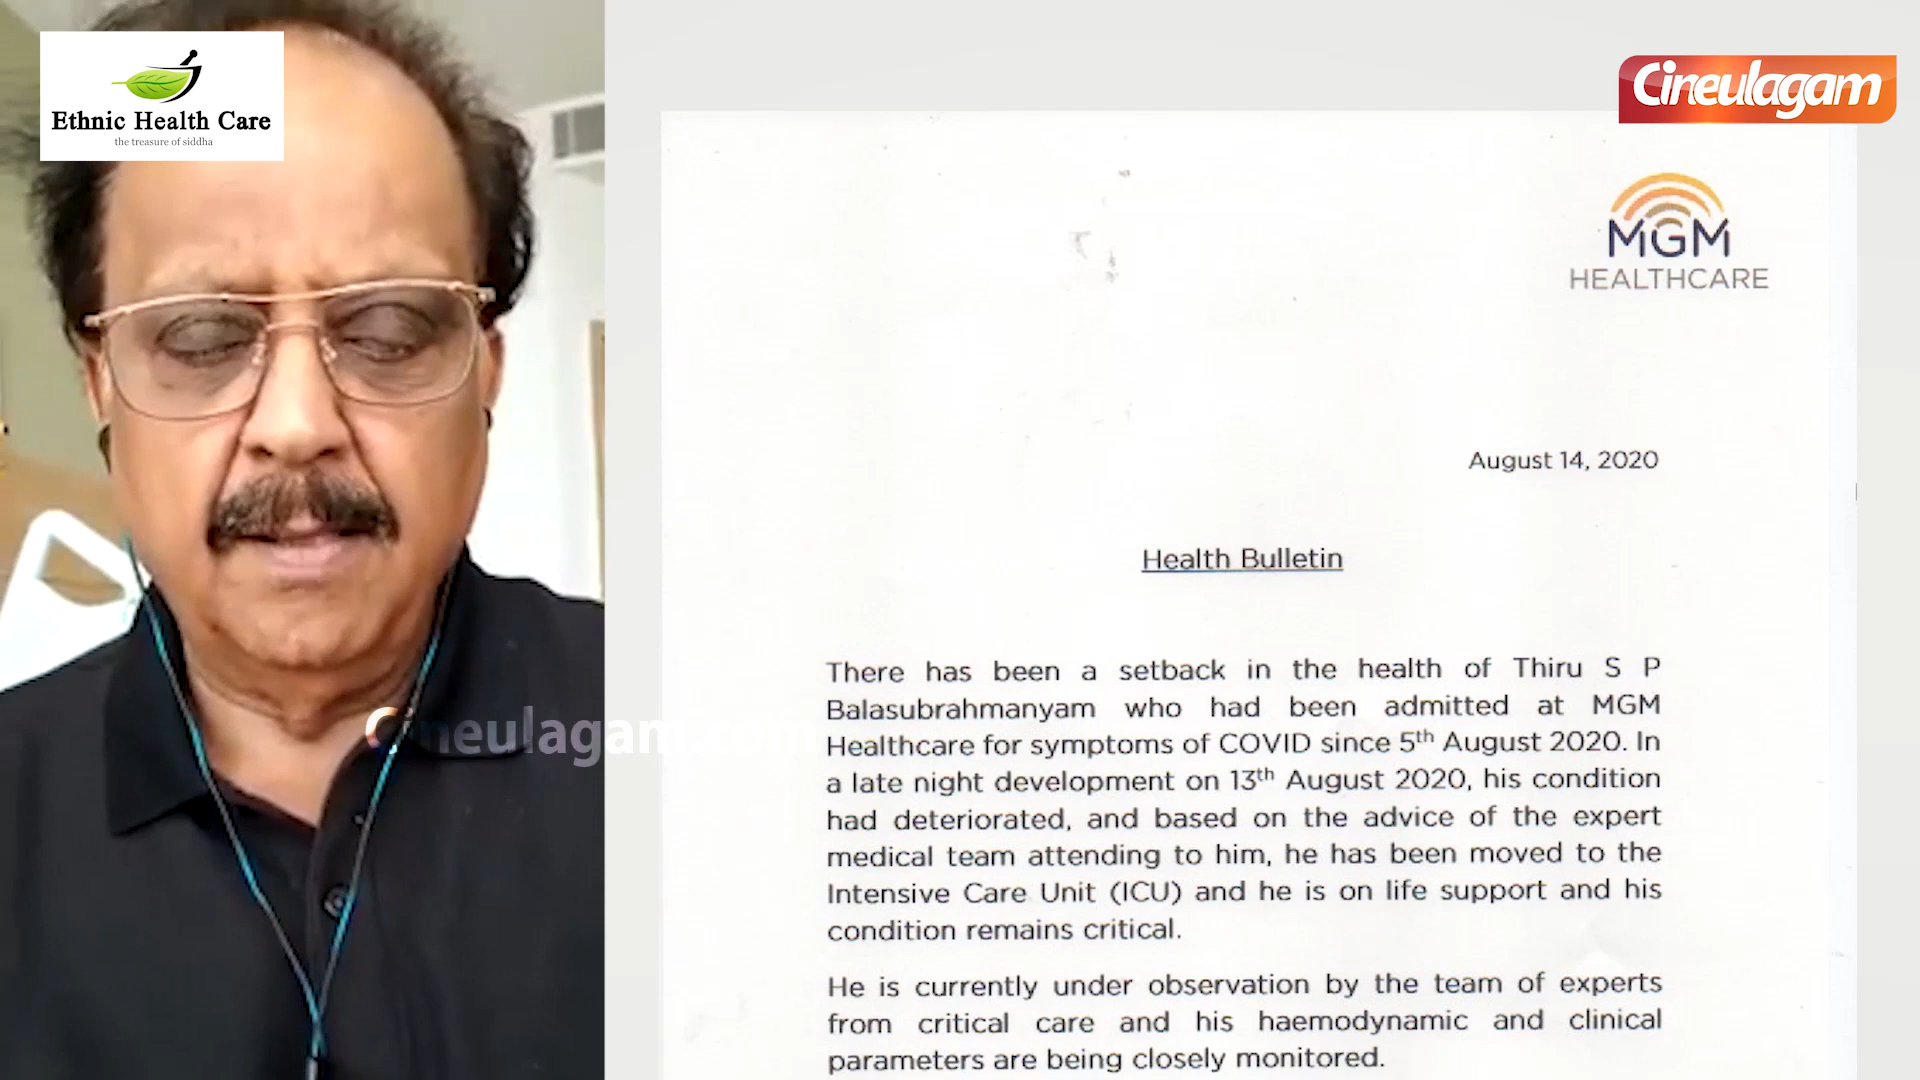 Ethnic Health Care
the treasure of siddha
Cineulagam
MGM
HEALTHCARE
August 14, 2020
Health Bulletin
There has been a setback in the health of Thiru S P
Balasubrahmanyam who had been admitted at MGM
Healthcare for symptoms of COVID since 5th August 2020. In
a late night development on 13th August 2020, his condition
had deteriorated, and based on the advice of the expert
medical team attending to him, he has been moved to the
Intensive Care Unit (ICU) and he is on life support and his
condition remains critical.
He is currently under observation by the team of experts
from critical care and his haemodynamic and clinical
parameters are being closely monitored.
Cineulagam.com